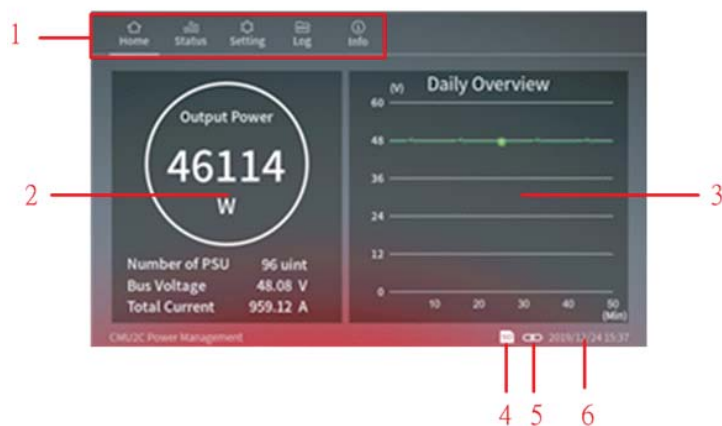 1
Home Status Setting Log Info
Output Power
46114
W
2
Number of PSU 96 uint
Bus Voltage 48.08 V
Total Current 959.12 A
(V) Daily Overview
60
48
36
24
12
0
10 20 30 40 50
(Min)
3
CMU2C Power Management
2019/12/24 15:37
4 5 6